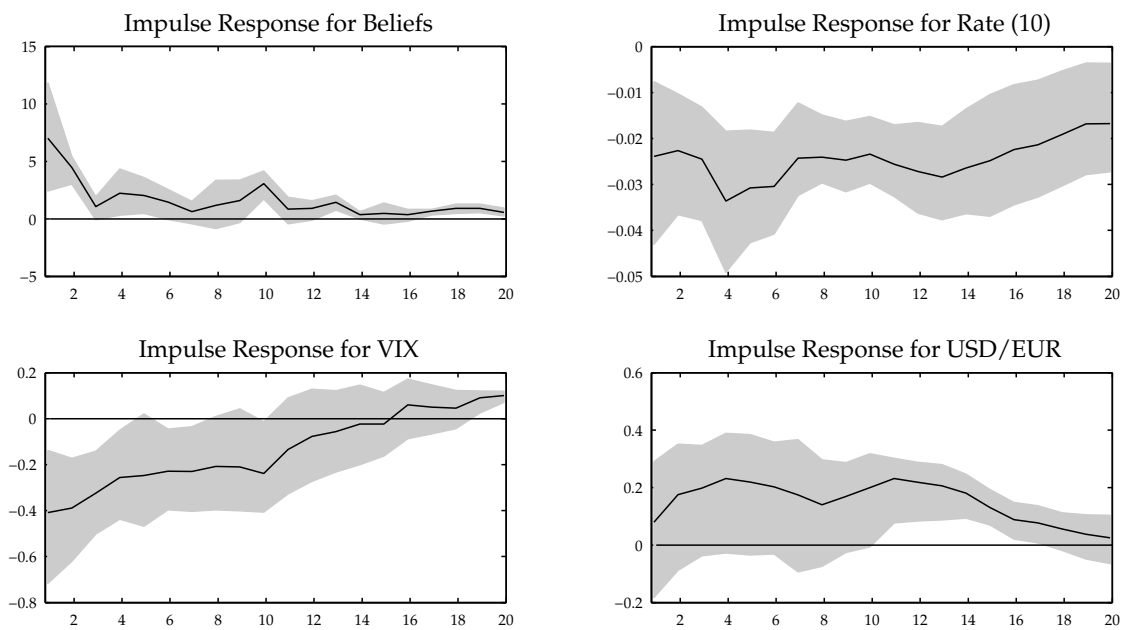 Impulse Response for Beliefs
15
10
5
0
−5
2 4 6 8 10 12 14 16 18 20
Impulse Response for Rate (10)
0
−0.01
−0.02
−0.03
−0.04
−0.05
2 4 6 8 10 12 14 16 18 20
Impulse Response for VIX
0.2
0
−0.2
−0.4
−0.6
−0.8
2 4 6 8 10 12 14 16 18 20
Impulse Response for USD/EUR
0.6
0.4
0.2
0
−0.2
2 4 6 8 10 12 14 16 18 20